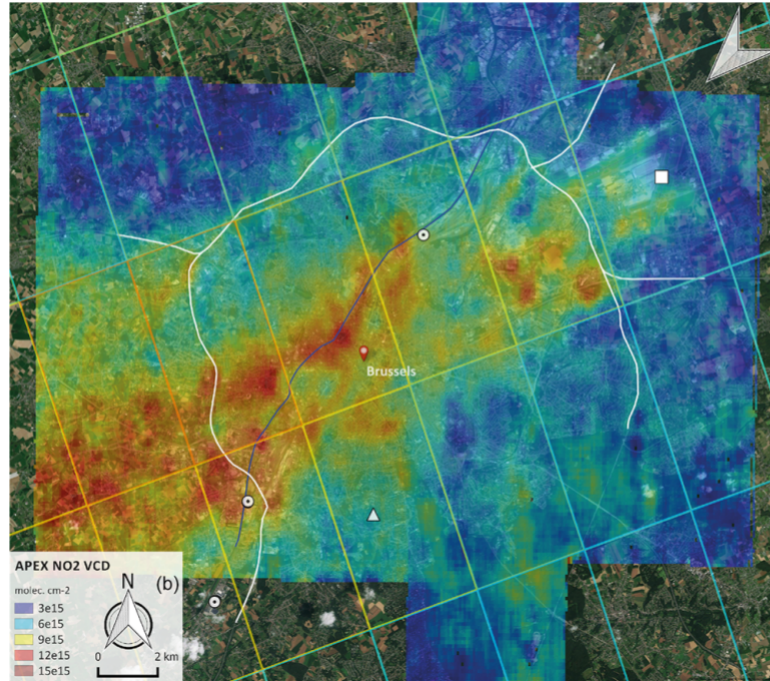 Brussels
APEX NO2 VCD
molec. cm-2
N (b)
3e15
6e15
9e15
12e15
15e15
0 2 km